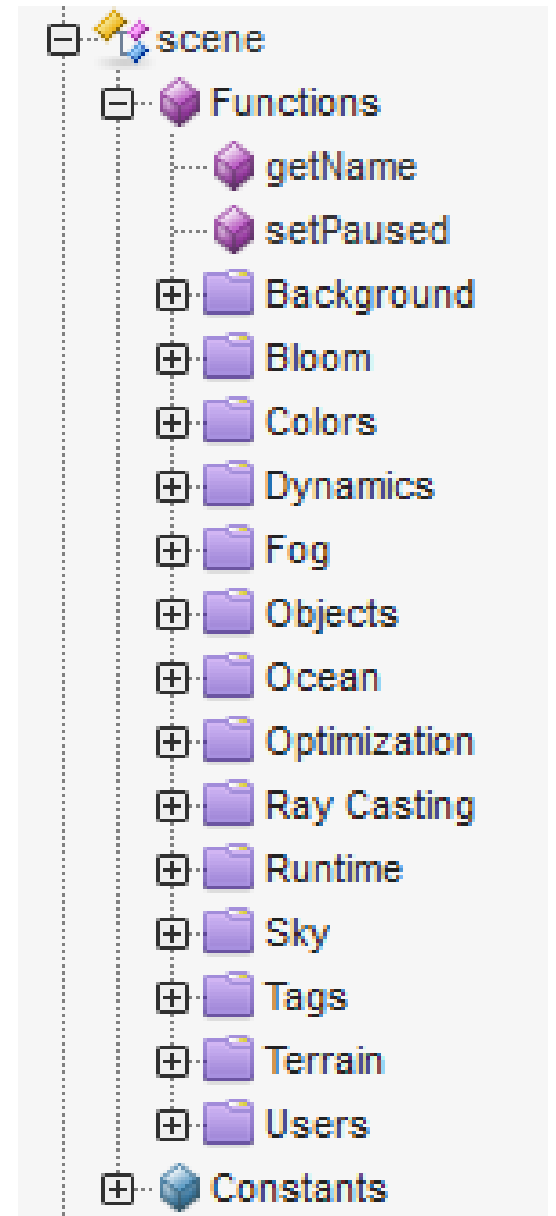 scene
Functions
getName
setPaused
Background
Bloom
Colors
Dynamics
Fog
Objects
Ocean
Optimization
Ray Casting
Runtime
Sky
Tags
Terrain
Users
Constants